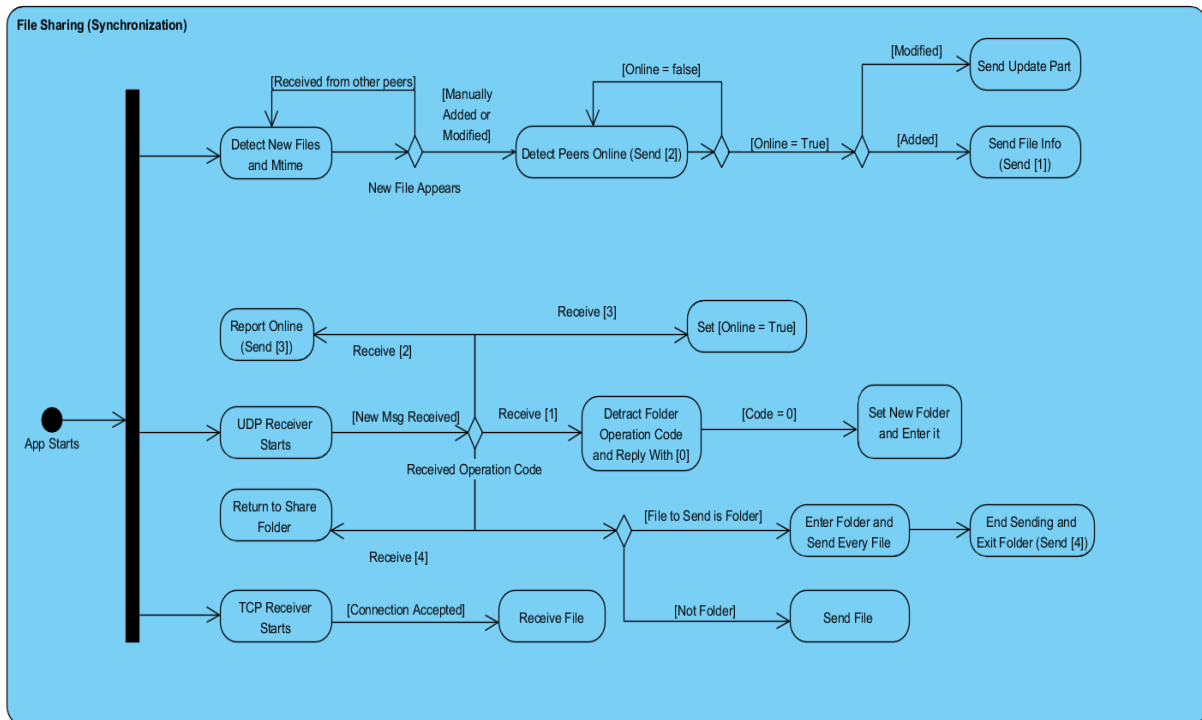 File Sharing (Synchronization)
[Modified]
Send Update Part
[Online = false]
[Received from other peers]
[Manually
Added or
Modified]
Detect New Files
and Mtime
Detect Peers Online (Send [2])
[Online = True]
[Added]
Send File Info
(Send [1])
New File Appears
Receive [3]
Report Online
(Send [3])
Set [Online = True]
Receive [2]
App Starts
UDP Receiver
Starts
[New Msg Received]
Receive [1]
Detract Folder
Operation Code
and Reply With [0]
[Code = 0]
Set New Folder
and Enter it
Received Operation Code
Return to Share
Folder
[File to Send is Folder]
Enter Folder and
Send Every File
End Sending and
Exit Folder (Send [4])
Receive [4]
TCP Receiver
Starts
[Connection Accepted]
Receive File
[Not Folder]
Send File